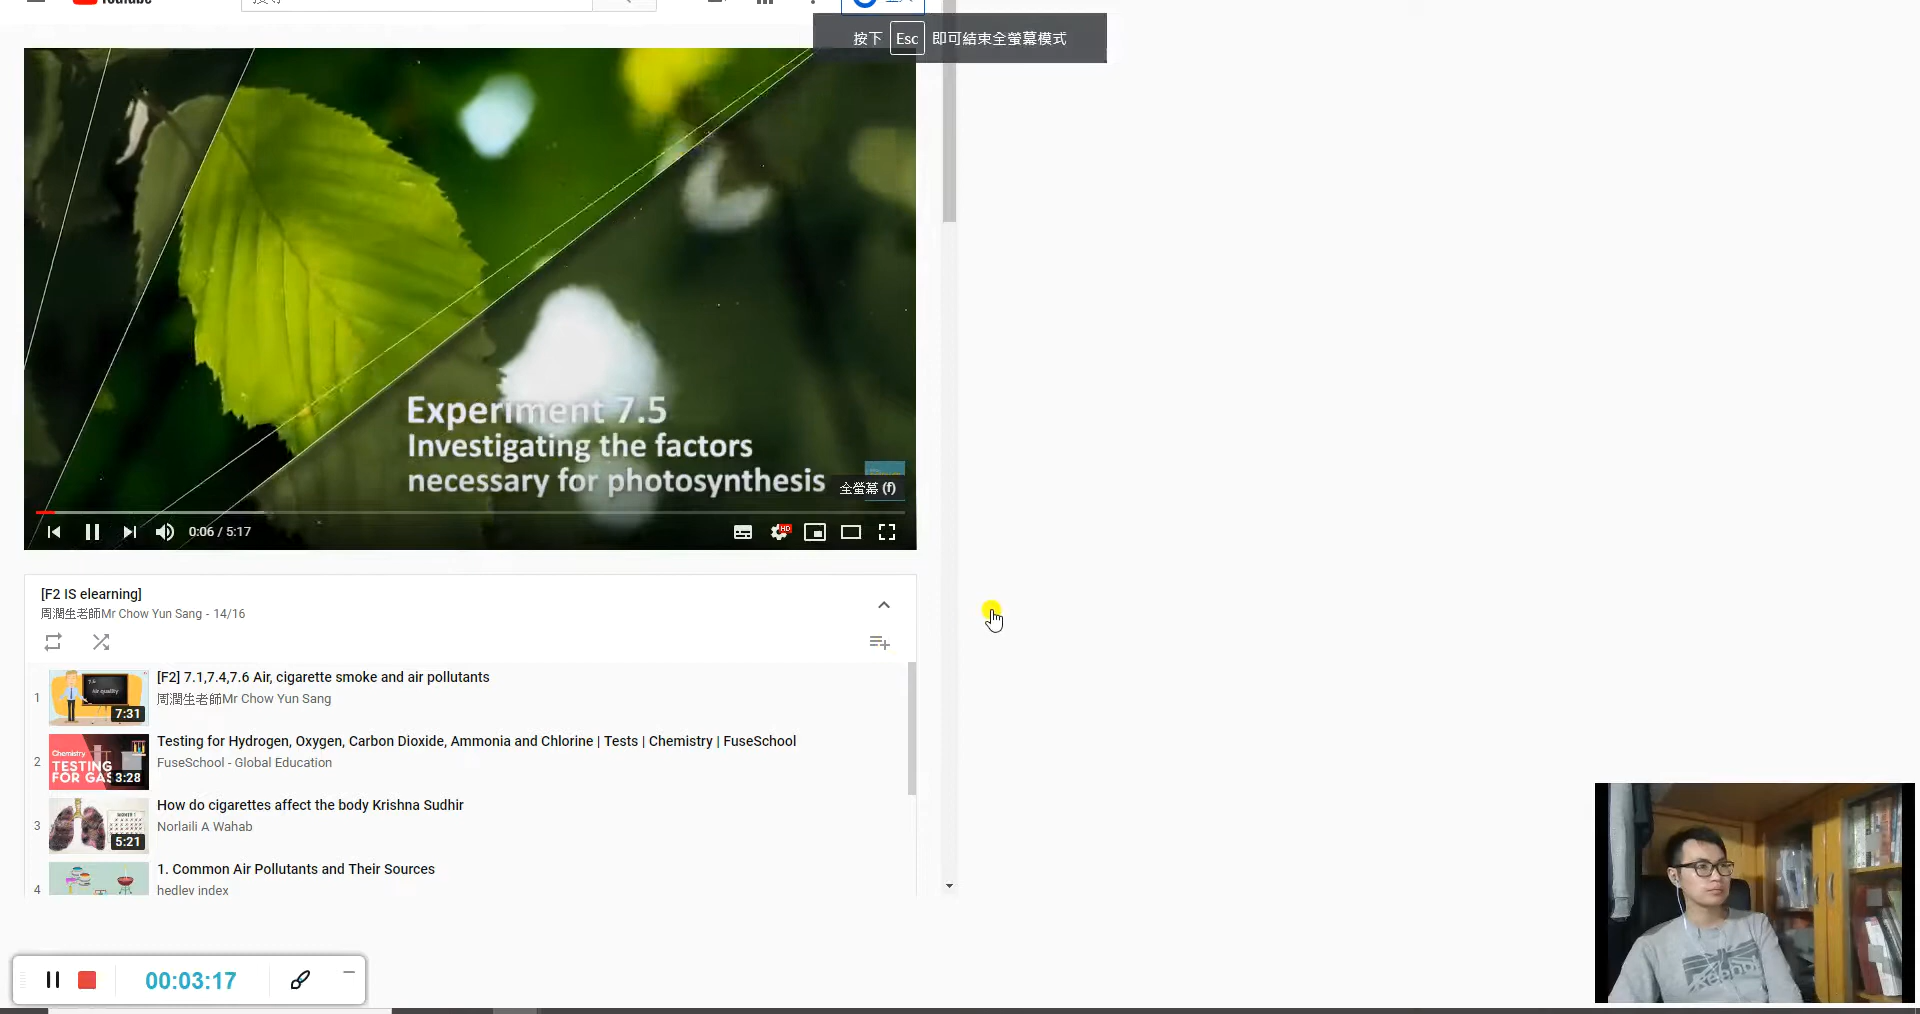 YouTube
按下 Esc 即可結束全螢幕模式
Experiment 7.5
Investigating the factors
necessary for photosynthesis
全螢幕 (f)
0:06 / 5:17
HD
[F2 IS elearning]
周潤生老師Mr Chow Yun Sang - 14/16
1
[F2] 7.1,7.4,7.6 Air, cigarette smoke and air pollutants
周潤生老師Mr Chow Yun Sang
7:31
2
Testing for Hydrogen, Oxygen, Carbon Dioxide, Ammonia and Chlorine | Tests | Chemistry | FuseSchool
FuseSchool - Global Education
Chemistry
TESTING
FOR GAS
3:28
3
How do cigarettes affect the body Krishna Sudhir
Norlaili A Wahab
5:21
4
1. Common Air Pollutants and Their Sources
hedley index
00:03:17
Reebok